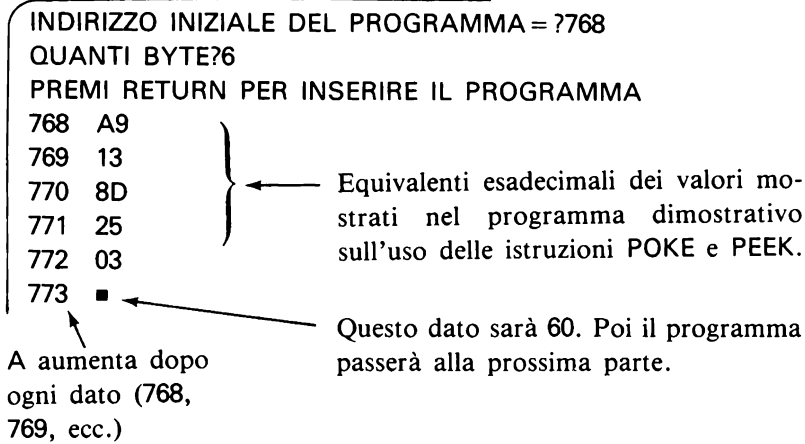 INDIRIZZO INIZIALE DEL PROGRAMMA = ?768
QUANTI BYTE?6
PREMI RETURN PER INSERIRE IL PROGRAMMA
768 A9
769 13
770 8D
771 25
772 03
773 ■
Equivalenti esadecimali dei valori mo-
strati nel programma dimostrativo
sull'uso delle istruzioni POKE e PEEK.
Questo dato sarà 60. Poi il programma
passerà alla prossima parte.
A aumenta dopo
ogni dato (768,
769, ecc.)